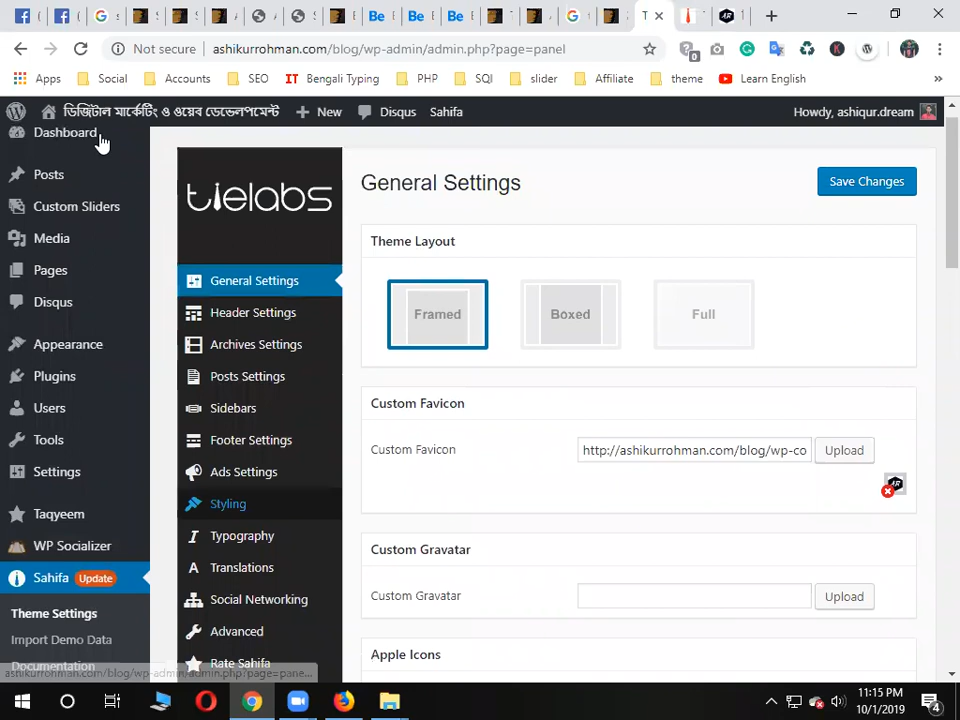 Not secure ashikurrohman.com/blog/wp-admin/admin.php?page=panel
Apps Social Accounts SEO IT Bengali Typing PHP SQl slider Affiliate theme Learn English »
ডিজিটাল মার্কেটিং ও ওয়েব ডেভেলপমেন্ট New Disqus Sahifa Howdy, ashiqur.dream
Dashboard
Posts
Custom Sliders
Media
Pages
Disqus
Appearance
Plugins
Users
Tools
Settings
Taqyeem
WP Socializer
Sahifa Update
Theme Settings
Import Demo Data
Documentation
ashikurrohman.com/blog/wp-admin/admin.php?page=pane...
tielabs
General Settings
Header Settings
Archives Settings
Posts Settings
Sidebars
Footer Settings
Ads Settings
Styling
Typography
Translations
Social Networking
Advanced
Rate Sahifa
General Settings
Save Changes
Theme Layout
Framed Boxed Full
Custom Favicon
Custom Favicon http://ashikurrohman.com/blog/wp-co Upload
AR
Custom Gravatar
Custom Gravatar Upload
Apple Icons
11:15 PM
10/1/2019
4